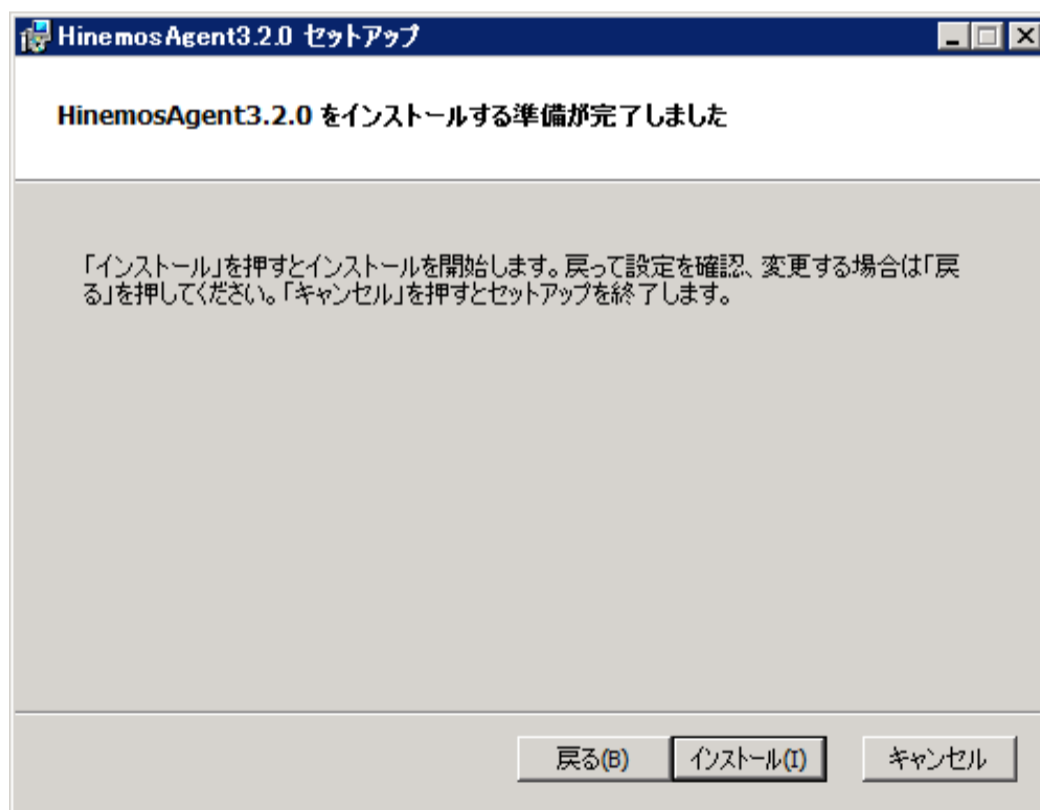 HinemosAgent3.2.0 セットアップ
HinemosAgent3.2.0 をインストールする準備が完了しました
「インストール」を押すとインストールを開始します。戻って設定を確認、変更する場合は「戻
る」を押してください。「キャンセル」を押すとセットアップを終了します。
戻る(B) インストール(I) キャンセル